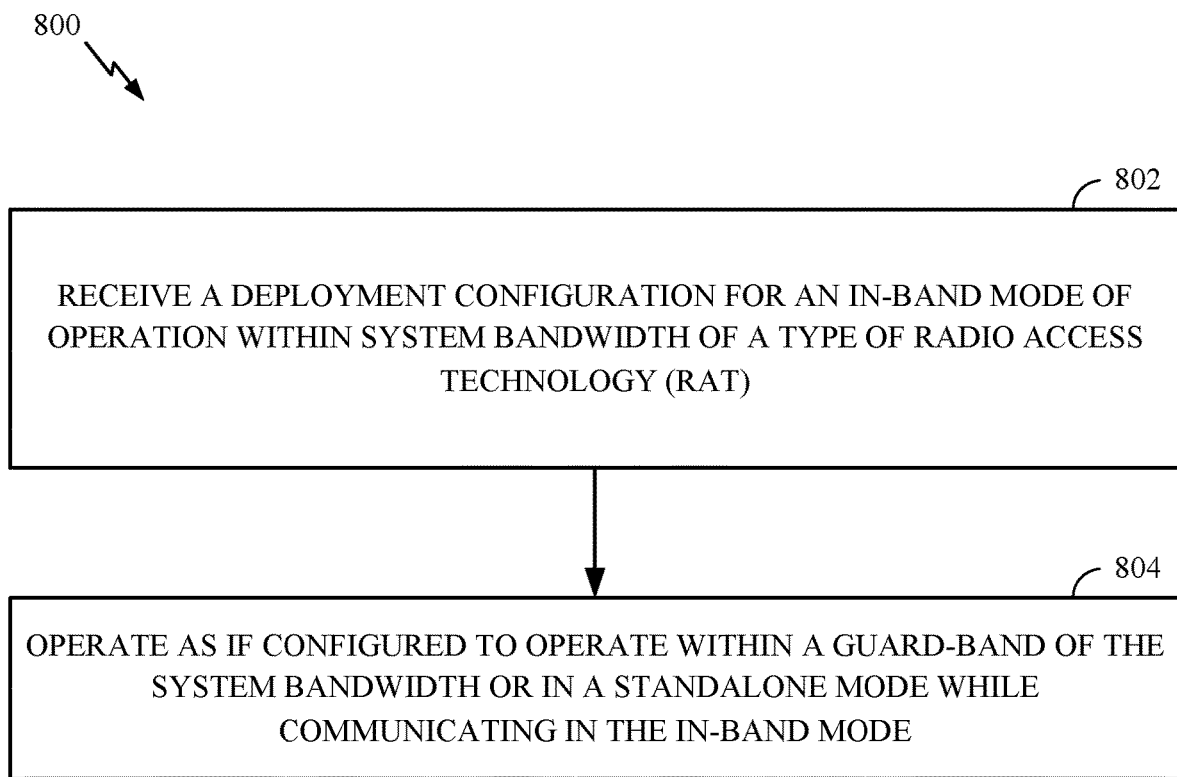 800
802
RECEIVE A DEPLOYMENT CONFIGURATION FOR AN IN-BAND MODE OF
OPERATION WITHIN SYSTEM BANDWIDTH OF A TYPE OF RADIO ACCESS
TECHNOLOGY (RAT)
804
OPERATE AS IF CONFIGURED TO OPERATE WITHIN A GUARD-BAND OF THE
SYSTEM BANDWIDTH OR IN A STANDALONE MODE WHILE
COMMUNICATING IN THE IN-BAND MODE